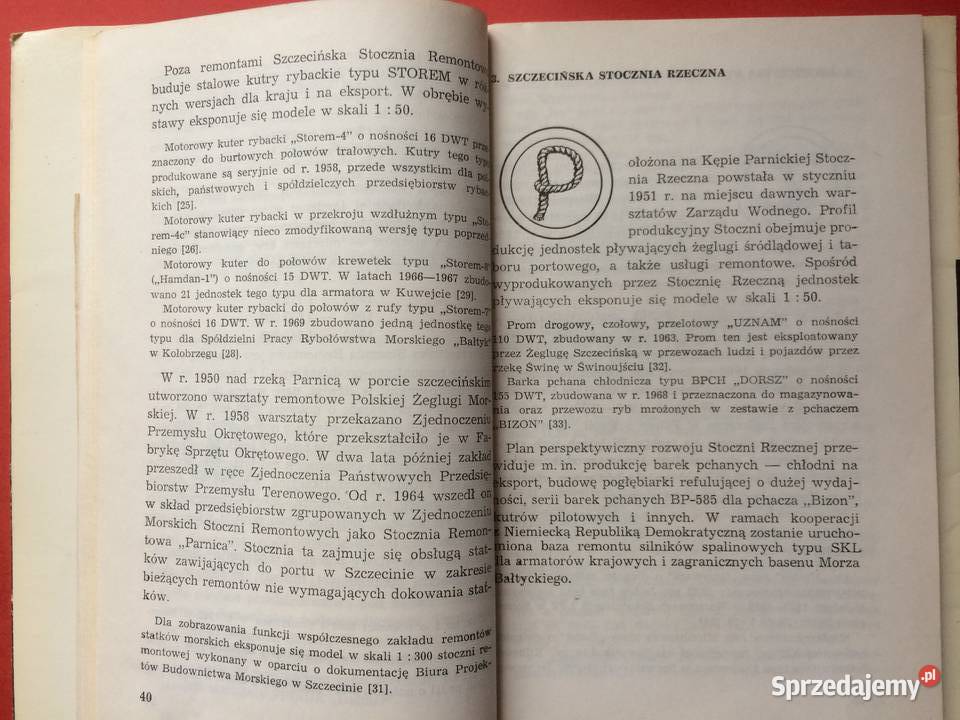 Poza remontami Szczecińska Stocznia Remontowa
buduje stalowe kutry rybackie typu STOREM w róż-
nych wersjach dla kraju i na eksport. W obrębie wy-
stawy eksponuje się modele w skali 1 : 50.
Motorowy kuter rybacki „Storem-4" o nośności 16 DWT prze-
znaczony do burtowych połowów trałowych. Kutry tego typu
produkowane są seryjnie od r. 1958, przede wszystkim dla pol-
skich, państwowych i spółdzielczych przedsiębiorstw rybac-
kich [25].
Motorowy kuter rybacki w przekroju wzdłużnym typu „Sto-
rem-4c" stanowiący nieco zmodyfikowaną wersję typu poprzed-
niego [26].
Motorowy kuter do połowów krewetek typu „Storem-8"
(„Hamdan-1") o nośności 15 DWT. W latach 1966—1967 zbudo-
wano 21 jednostek tego typu dla armatora w Kuwejcie [29].
Motorowy kuter rybacki do połowów z rufy typu „Storem-7"
o nośności 16 DWT. W r. 1969 zbudowano jedną jednostkę tego
typu dla Spółdzielni Pracy Rybołówstwa Morskiego „Bałtyk"
w Kołobrzegu [28].
W r. 1950 nad rzeką Parnicą w porcie szczecińskim
utworzono warsztaty remontowe Polskiej Żeglugi Mor-
skiej. W r. 1958 warsztaty przekazano Zjednoczeniu
Przemysłu Okrętowego, które przekształciło je w Fa-
brykę Sprzętu Okrętowego. W dwa lata później zakład
przeszedł w ręce Zjednoczenia Państwowych Przedsię-
biorstw Przemysłu Terenowego. Od r. 1964 wszedł on
w skład przedsiębiorstw zgrupowanych w Zjednoczeniu
Morskich Stoczni Remontowych jako Stocznia Remon-
towa „Parnica". Stocznia ta zajmuje się obsługą stat-
ków zawijających do portu w Szczecinie w zakresie
bieżących remontów nie wymagających dokowania stat-
ków.
Dla zobrazowania funkcji współczesnego zakładu remontów
statków morskich eksponuje się model w skali 1 : 300 stoczni re-
montowej wykonany w oparciu o dokumentację Biura Projek-
tów Budownictwa Morskiego w Szczecinie [31].
40
3. SZCZECIŃSKA STOCZNIA RZECZNA
P
ołożona na Kępie Parnickiej Stocz-
nia Rzeczna powstała w styczniu
1951 r. na miejscu dawnych war-
sztatów Zarządu Wodnego. Profil
produkcyjny Stoczni obejmuje pro-
dukcję jednostek pływających żeglugi śródlądowej i ta-
boru portowego, a także usługi remontowe. Spośród
wyprodukowanych przez Stocznię Rzeczną jednostek
pływających eksponuje się modele w skali 1 : 50.
Prom drogowy, czołowy, przelotowy „UZNAM" o nośności
110 DWT, zbudowany w r. 1963. Prom ten jest eksploatowany
przez Żeglugę Szczecińską w przewozach ludzi i pojazdów przez
rzekę Świnę w Świnoujściu [32].
Barka pchana chłodnicza typu BPCH „DORSZ" o nośności
155 DWT, zbudowana w r. 1968 i przeznaczona do magazynowa-
nia oraz przewozu ryb mrożonych w zestawie z pchaczem
„BIZON" [33].
Plan perspektywiczny rozwoju Stoczni Rzecznej prze-
widuje m. in. produkcję barek pchanych — chłodni na
eksport, budowę pogłębiarki refulującej o dużej wydaj-
ności, serii barek pchanych BP-585 dla pchacza „Bizon",
kutrów pilotowych i innych. W ramach kooperacji
z Niemiecką Republiką Demokratyczną zostanie urucho-
miona baza remontu silników spalinowych typu SKL
dla armatorów krajowych i zagranicznych basenu Morza
Bałtyckiego.
Sprzedajemy.pl